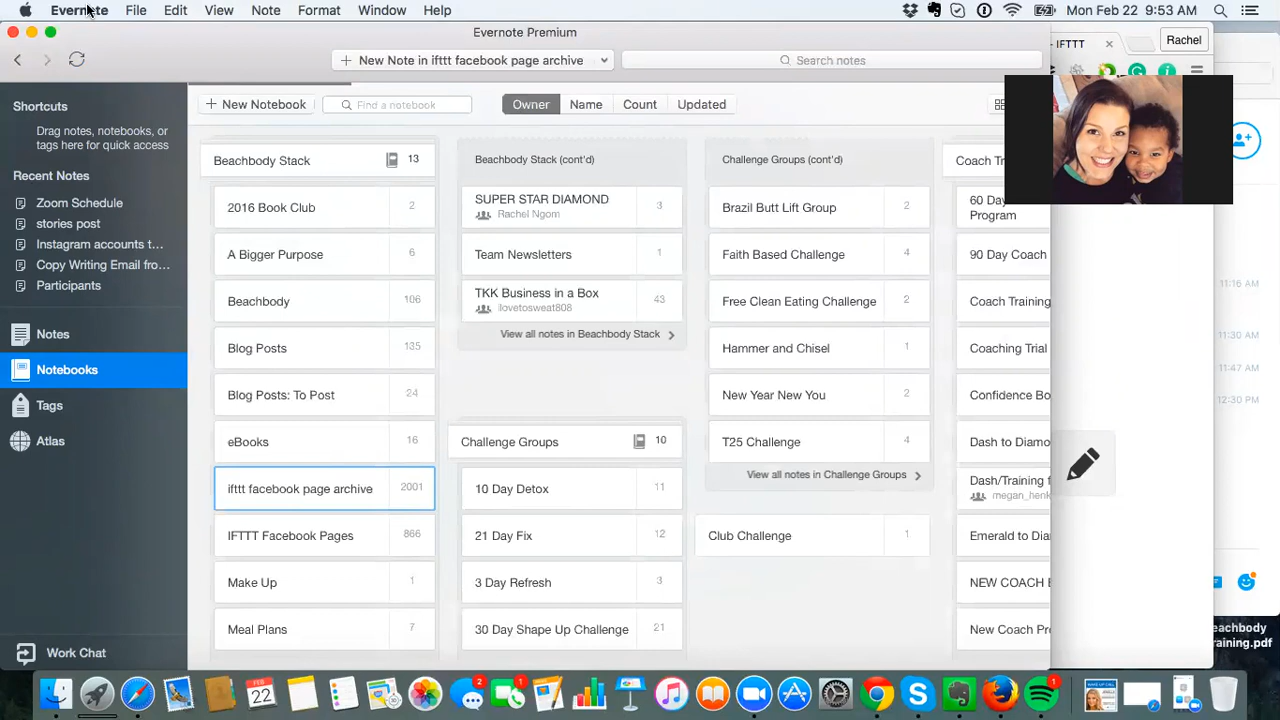 Evernote File Edit View Note Format Window Help
Mon Feb 22 9:53 AM
Evernote Premium
IFTTT
Rachel
New Note in ifttt facebook page archive
Search notes
Shortcuts
Drag notes, notebooks, or
tags here for quick access
Recent Notes
Zoom Schedule
stories post
Instagram accounts t...
Copy Writing Email fro...
Participants
Notes
Notebooks
Tags
Atlas
Work Chat
+ New Notebook
Find a notebook
Owner Name Count Updated
Beachbody Stack 13
2016 Book Club 2
A Bigger Purpose 6
Beachbody 106
Blog Posts 135
Blog Posts: To Post 24
eBooks 16
ifttt facebook page archive 2001
IFTTT Facebook Pages 866
Make Up 1
Meal Plans 7
Beachbody Stack (cont'd)
SUPER STAR DIAMOND 3
Rachel Ngom
Team Newsletters 1
TKK Business in a Box 43
ilovetosweat808
View all notes in Beachbody Stack
Challenge Groups 10
10 Day Detox 11
21 Day Fix 12
3 Day Refresh 3
30 Day Shape Up Challenge 21
Challenge Groups (cont'd)
Brazil Butt Lift Group 2
Faith Based Challenge 4
Free Clean Eating Challenge 2
Hammer and Chisel 1
New Year New You 2
T25 Challenge 4
View all notes in Challenge Groups
Club Challenge 1
Coach T
60 Day
Program
90 Day Coach
Coach Training
Coaching Trial
Confidence Bo
Dash to Diamo
Dash/Training f
megan_henk
Emerald to Dia
NEW COACH E
New Coach Pr
11:16 AM
11:30 AM
11:47 AM
12:30 PM
eachbody
aining.pdf
2
1
FEB
22